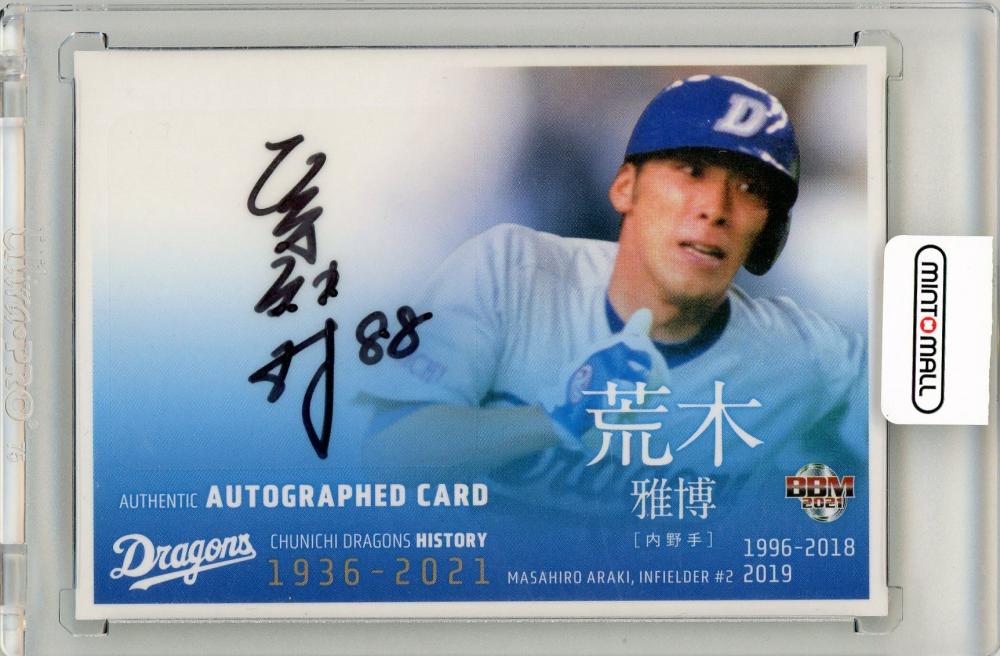 88
荒木
雅博
[内野手]
AUTHENTIC AUTOGRAPHED CARD
Dragons
CHUNICHI DRAGONS HISTORY
1936-2021
MASAHIRO ARAKI, INFIELDER #2
1996-2018
2019
BBM
2021
D
MINTOMALL